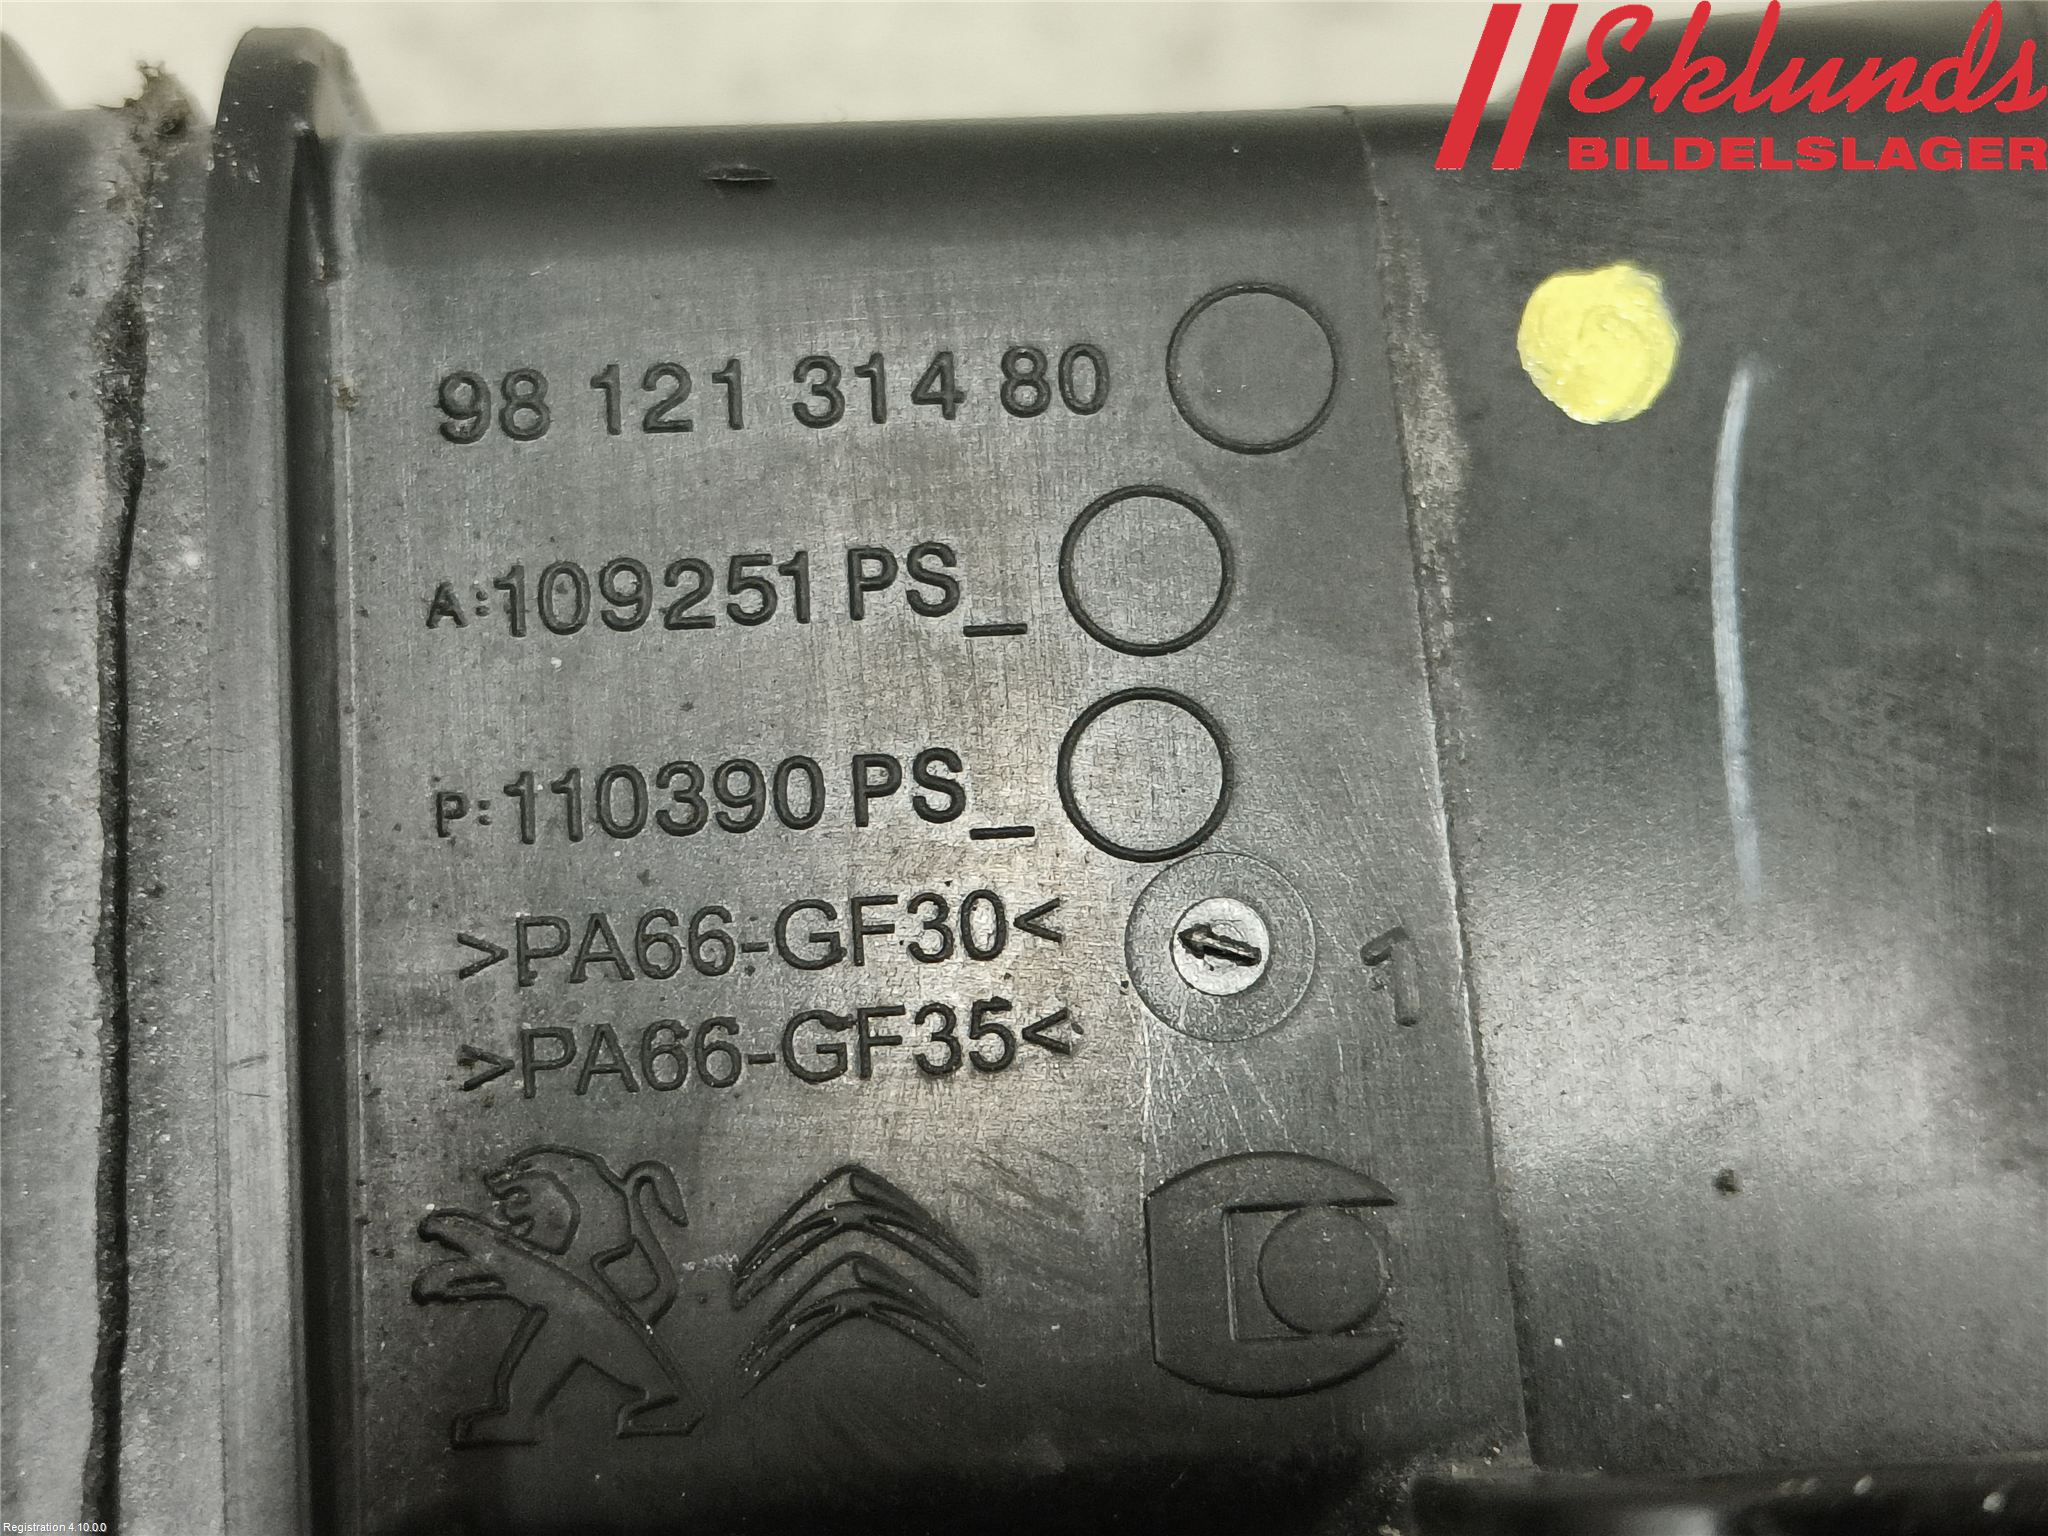 Eklunds
BILDELSLAGER
98 121 314 80
A:109251 PS_
P:110390 PS_
>PA66-GF30<
>PA66-GF35<
1
Registration 4.10.0.0